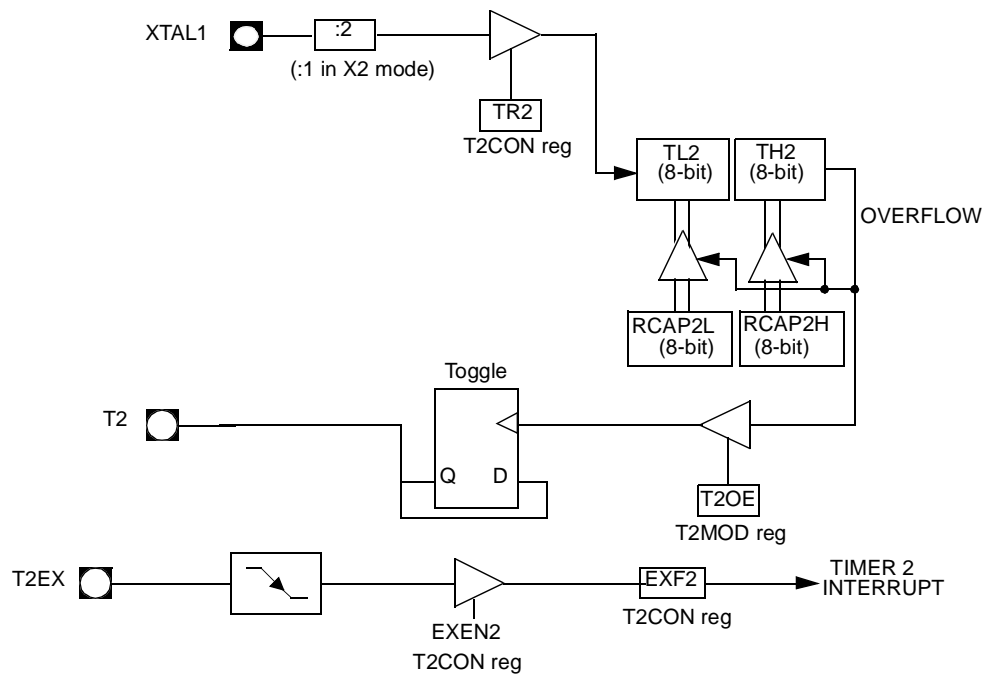 XTAL1
:2
(:1 in X2 mode)
TR2
T2CON reg
TL2
(8-bit)
TH2
(8-bit)
OVERFLOW
RCAP2L
(8-bit)
RCAP2H
(8-bit)
Toggle
T2
Q
D
T2OE
T2MOD reg
T2EX
EXEN2
T2CON reg
EXF2
T2CON reg
TIMER 2
INTERRUPT